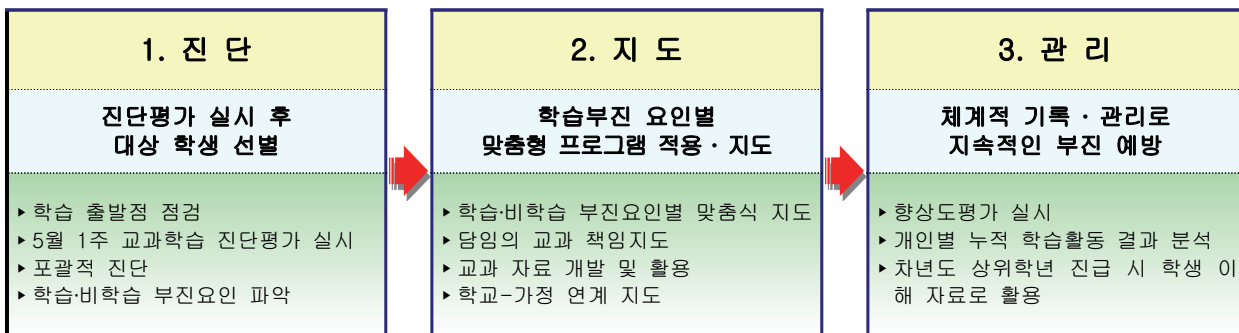 1. 진 단
진단평가 실시 후
대상 학생 선별
▸학습 출발점 점검
▸5월 1주 교과학습 진단평가 실시
▸포괄적 진단
▸학습·비학습 부진요인 파악
2. 지 도
학습부진 요인별
맞춤형 프로그램 적용·지도
▸학습·비학습 부진요인별 맞춤식 지도
▸담임의 교과 책임지도
▸교과 자료 개발 및 활용
▸학교-가정 연계 지도
3. 관 리
체계적 기록·관리로
지속적인 부진 예방
▸향상도평가 실시
▸개인별 누적 학습활동 결과 분석
▸차년도 상위학년 진급 시 학생 이
해 자료로 활용